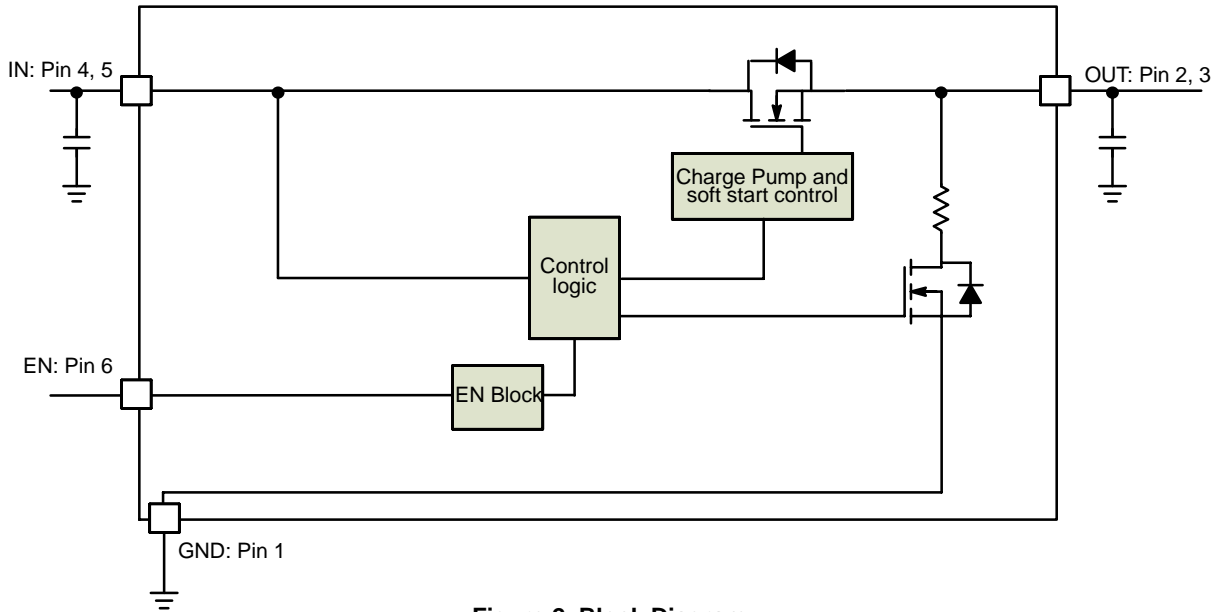 IN: Pin 4, 5
OUT: Pin 2, 3
Charge Pump and
soft start control
Control
logic
EN: Pin 6
EN Block
GND: Pin 1